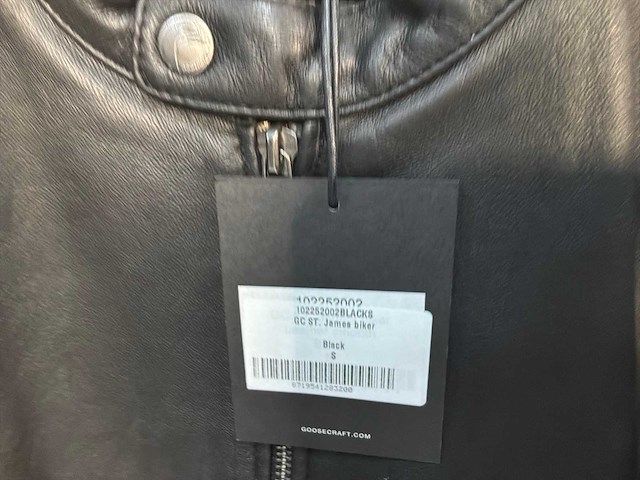 102252002
102252002BLACKS
GC ST. James biker
Black
S
8719541283200
GOOSECRAFT.COM